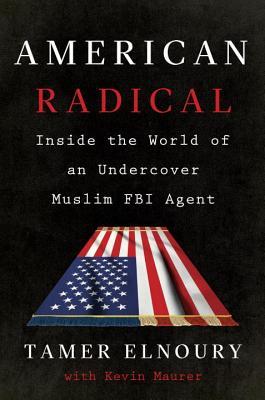 AMERICAN
RADICAL
Inside the World of
an Undercover
Muslim FBI Agent
TAMER ELNOURY
with Kevin Maurer